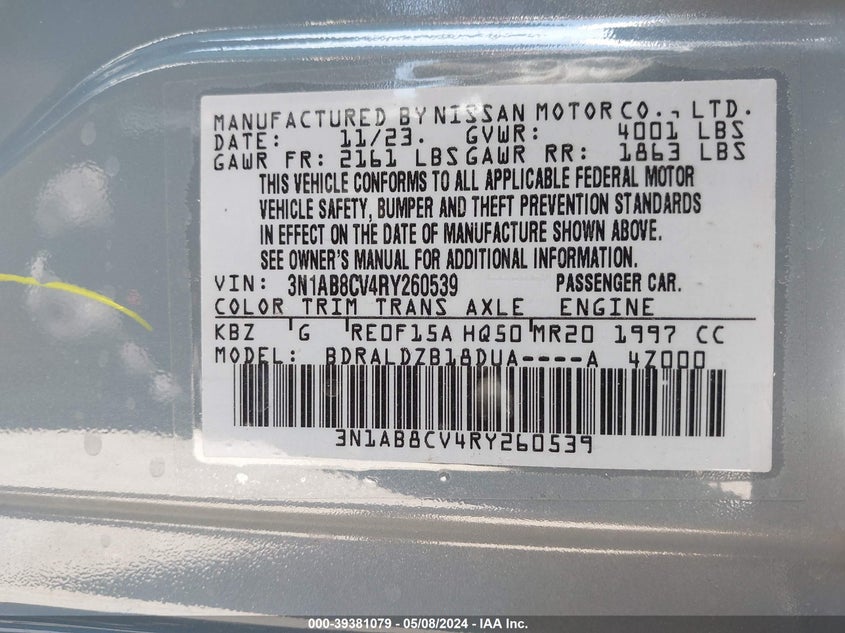 MANUFACTURED BY NISSAN MOTOR CO., LTD.
DATE: 11/23. GVWR: 4001 LBS
GAWR FR: 2161 LBS GAWR RR: 1863 LBS
THIS VEHICLE CONFORMS TO ALL APPLICABLE FEDERAL MOTOR
VEHICLE SAFETY, BUMPER AND THEFT PREVENTION STANDARDS
IN EFFECT ON THE DATE OF MANUFACTURE SHOWN ABOVE.
SEE OWNER'S MANUAL FOR ADDITIONAL INFORMATION.
VIN: 3N1AB8CV4RY260539 PASSENGER CAR.
COLOR TRIM TRANS AXLE ENGINE
KBZ G RE0F15A HQ50 MR20 1997 CC
MODEL: BDRALDZB18DUA----A 4Z000
3N1AB8CV4RY260539
000-39381079 - 05/08/2024 - IAA Inc.